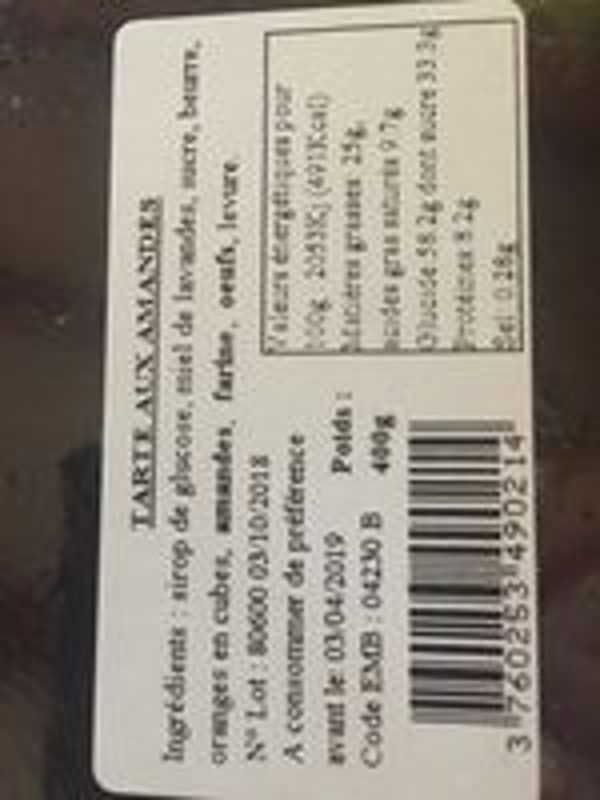 TARTE AUX AMANDES
Ingrédients : sirop de glucose, miel de lavandes, sucre, beurre,
oranges en cubes, amandes, farine, oeufs, levure
N° Lot : 80600 03/10/2018
A consommer de préférence
avant le 03/04/2019 Poids :
Code EMB : 04230 B 400g
Valeurs énergétiques pour
100g 2053Kj (491Kcal)
Matières grasses 25g,
acides gras saturés 9.7g
Glucide 58.2g dont sucre 33.3g
Protéines 8.2g
Sel 0.28g
3 760253 490214